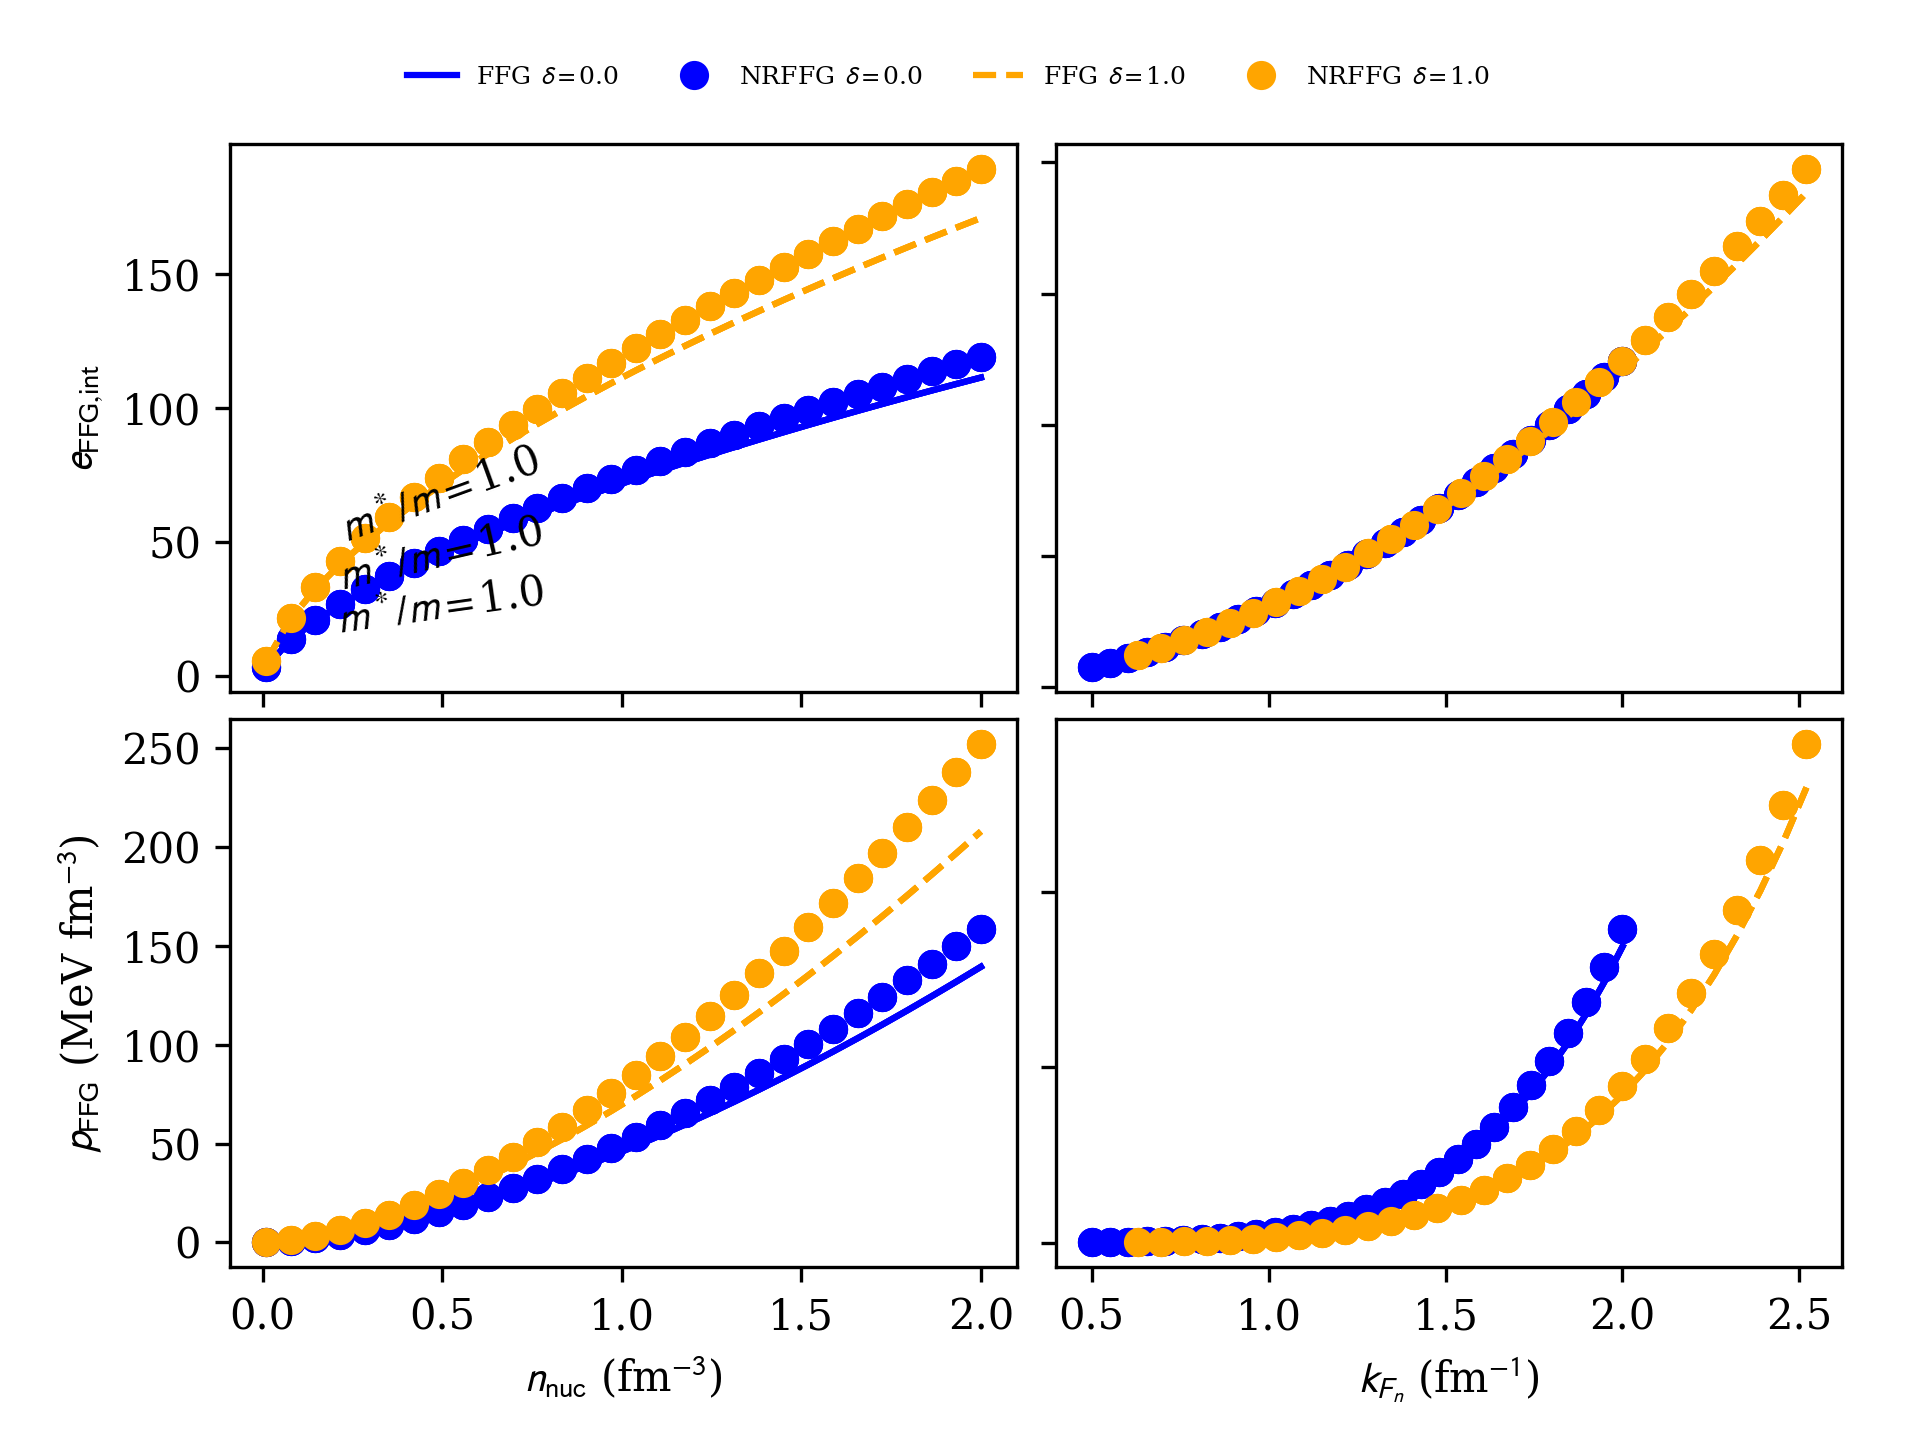 FFG δ=0.0 NRFFG δ=0.0 FFG δ=1.0 NRFFG δ=1.0
e_FFG,int
150
100
50
0
m*/m=1.0
m*/m=1.0
m*/m=1.0
p_FFG (MeV fm⁻³)
250
200
150
100
50
0
0.0 0.5 1.0 1.5 2.0
n_nuc (fm⁻³)
0.5 1.0 1.5 2.0 2.5
k_Fₙ (fm⁻¹)